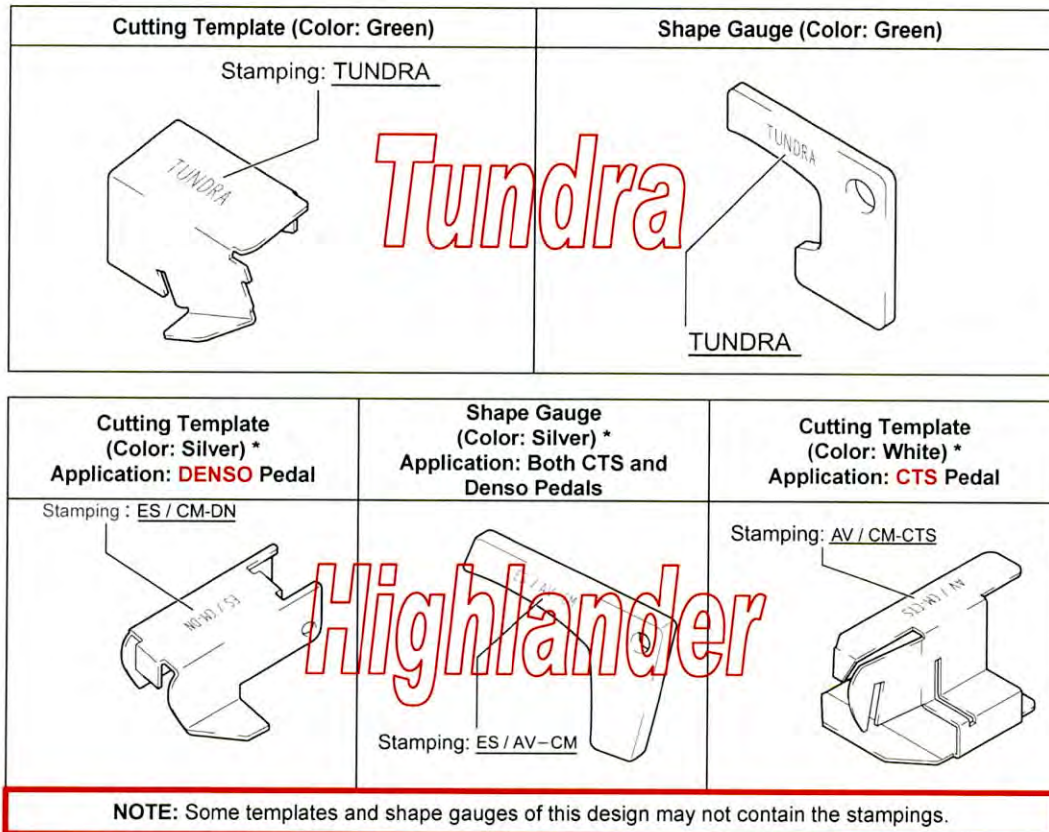 Cutting Template (Color: Green)
Shape Gauge (Color: Green)
Stamping: TUNDRA
TUNDRA
TUNDRA
TUNDRA
Tundra
Cutting Template
(Color: Silver) *
Application: DENSO Pedal
Shape Gauge
(Color: Silver) *
Application: Both CTS and
Denso Pedals
Cutting Template
(Color: White) *
Application: CTS Pedal
Stamping : ES / CM-DN
ES / CM-DN
ES / AV-CM
Stamping: ES / AV–CM
Stamping: AV / CM-CTS
AV / CM-CTS
Highlander
NOTE: Some templates and shape gauges of this design may not contain the stampings.